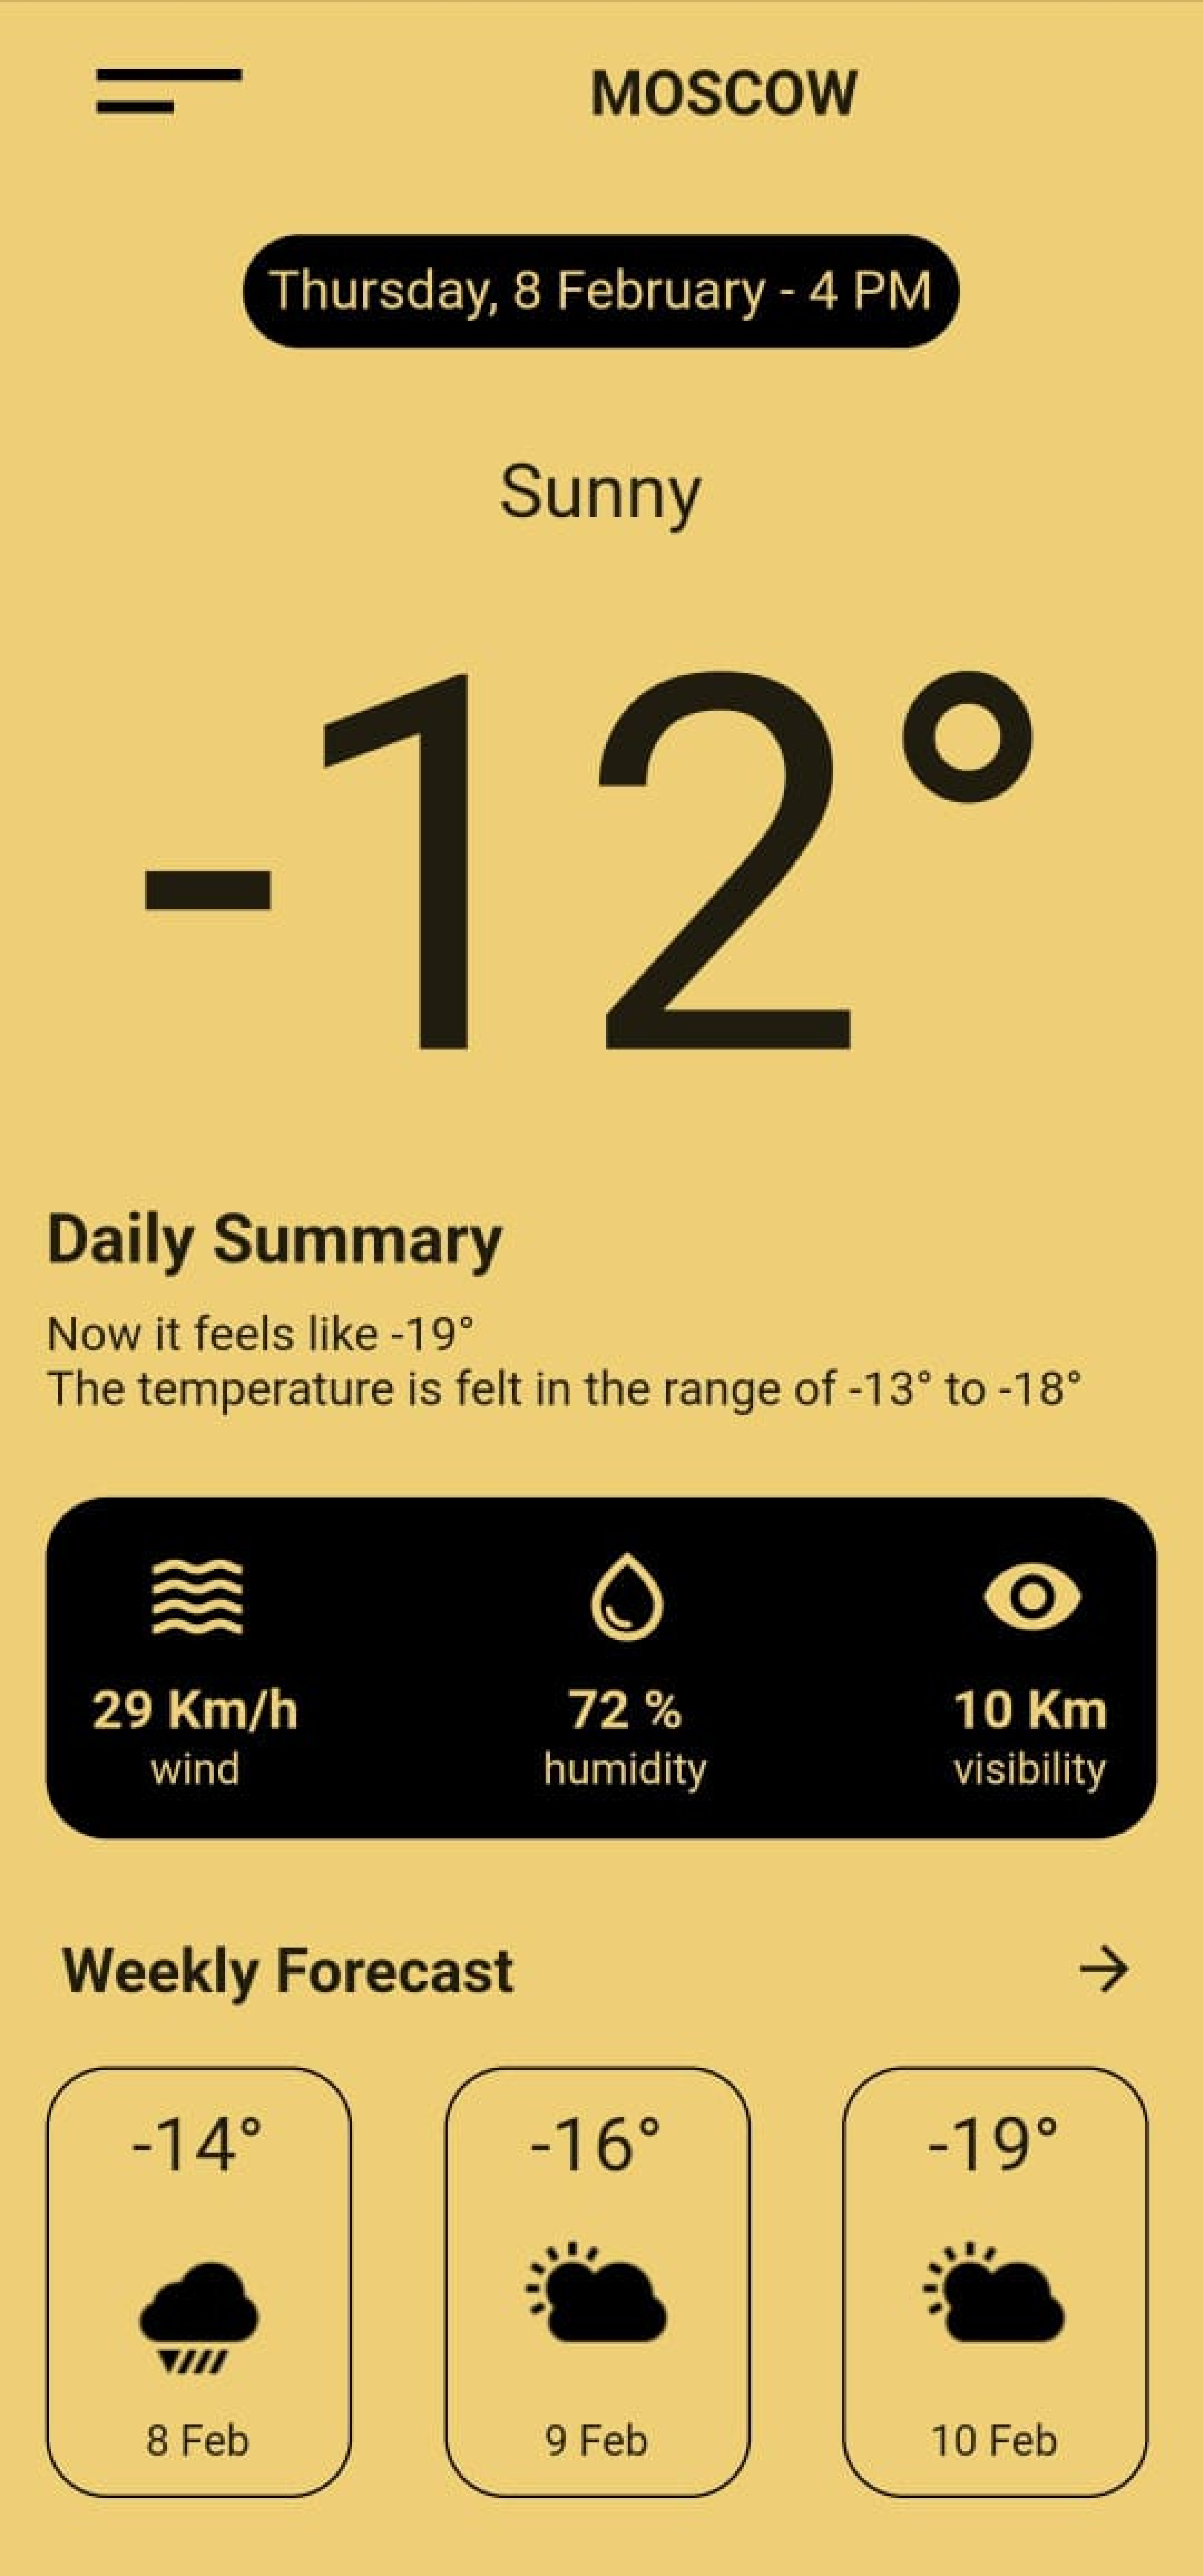 MOSCOW
Thursday, 8 February - 4 PM
Sunny
-12°
Daily Summary
Now it feels like -19°
The temperature is felt in the range of -13° to -18°
29 Km/h
wind
72 %
humidity
10 Km
visibility
Weekly Forecast
-14°
8 Feb
-16°
9 Feb
-19°
10 Feb